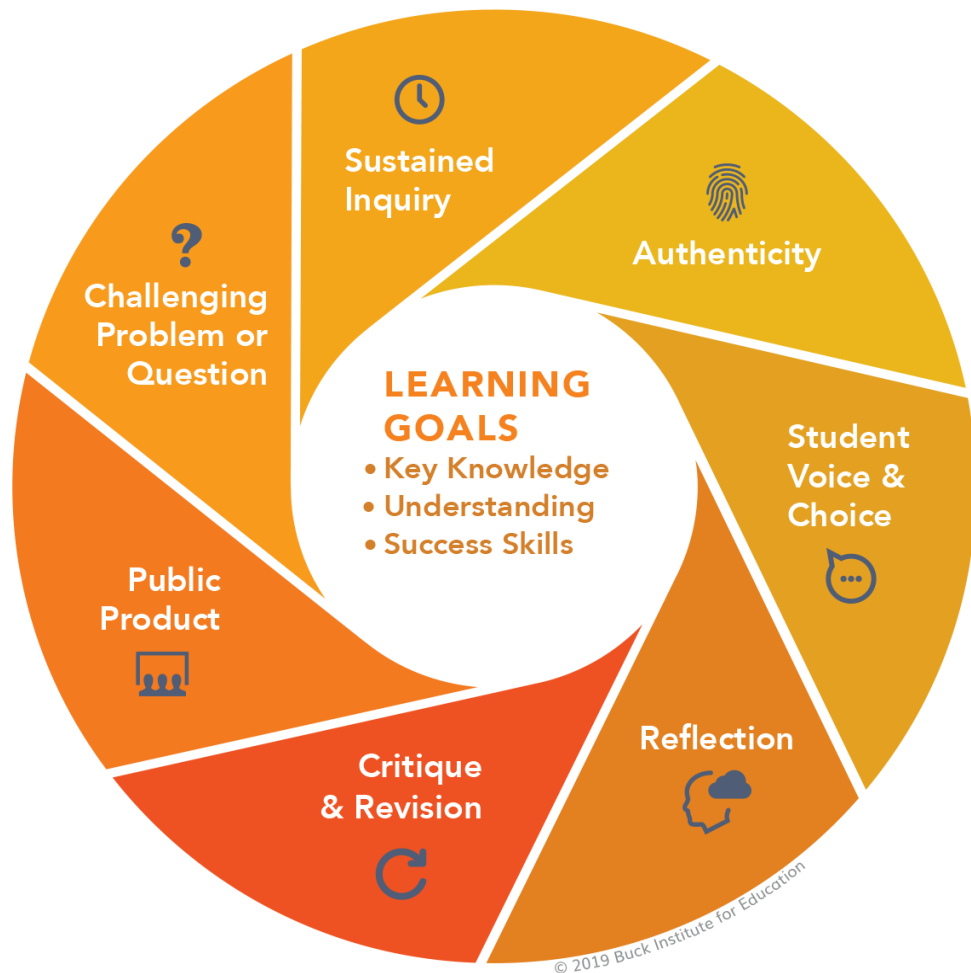 Sustained
Inquiry
Authenticity
?
Challenging
Problem or
Question
LEARNING
GOALS
• Key Knowledge
• Understanding
• Success Skills
Student
Voice &
Choice
Public
Product
Reflection
Critique
& Revision
© 2019 Buck Institute for Education